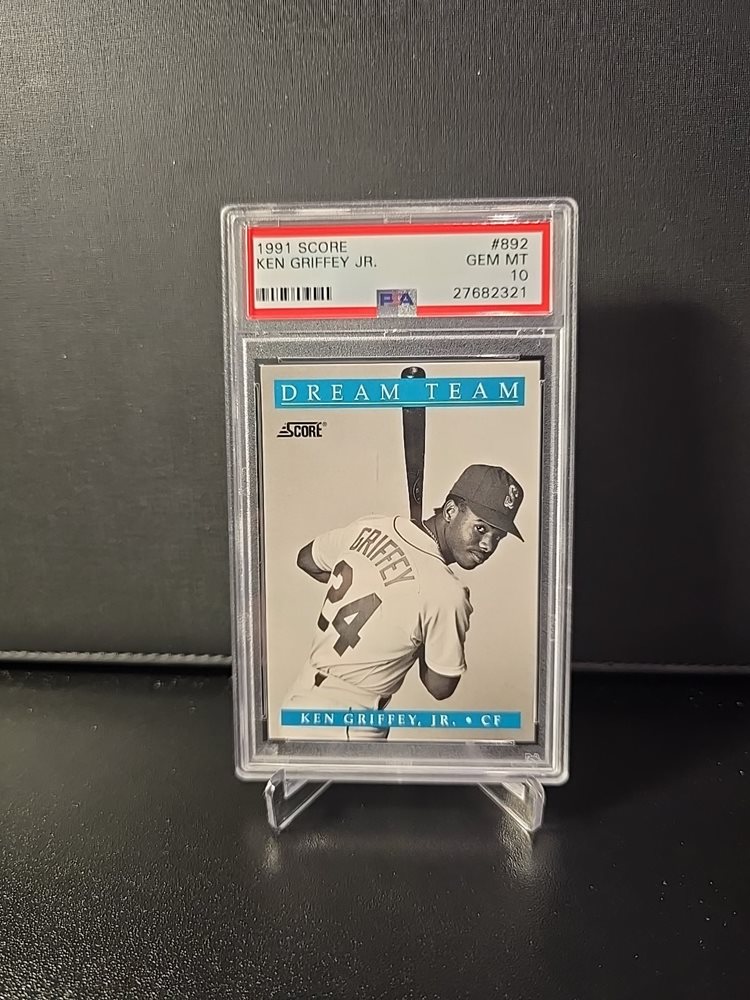 1991 SCORE #892
KEN GRIFFEY JR. GEM MT
10
PSA 27682321
DREAM TEAM
SCORE®
S
GRIFFEY
24
KEN GRIFFEY, JR. • CF